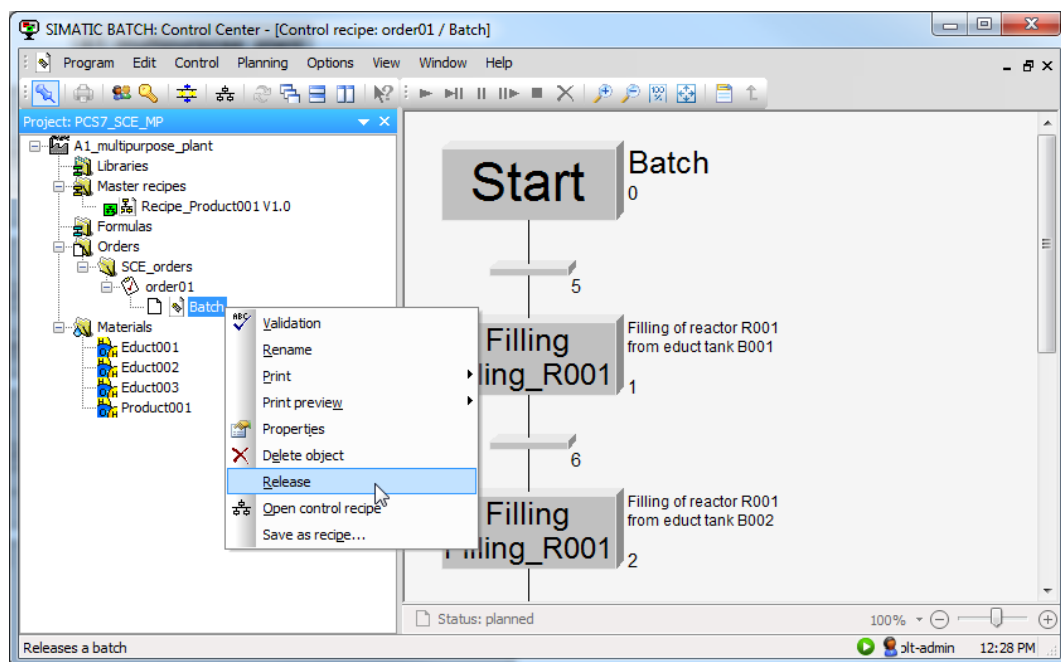 SIMATIC BATCH: Control Center - [Control recipe: order01 / Batch]
Program Edit Control Planning Options View Window Help
Project: PCS7_SCE_MP
A1_multipurpose_plant
Libraries
Master recipes
Recipe_Product001 V1.0
Formulas
Orders
SCE_orders
order01
Batch
Materials
Educt001
Educt002
Educt003
Product001
Validation
Rename
Print
Print preview
Properties
Delete object
Release
Open control recipe
Save as recipe...
Start
Batch
0
5
Filling
ling_R001
Filling of reactor R001
from educt tank B001
1
6
Filling
Filling_R001
Filling of reactor R001
from educt tank B002
2
Status: planned
100%
Releases a batch
olt-admin
12:28 PM